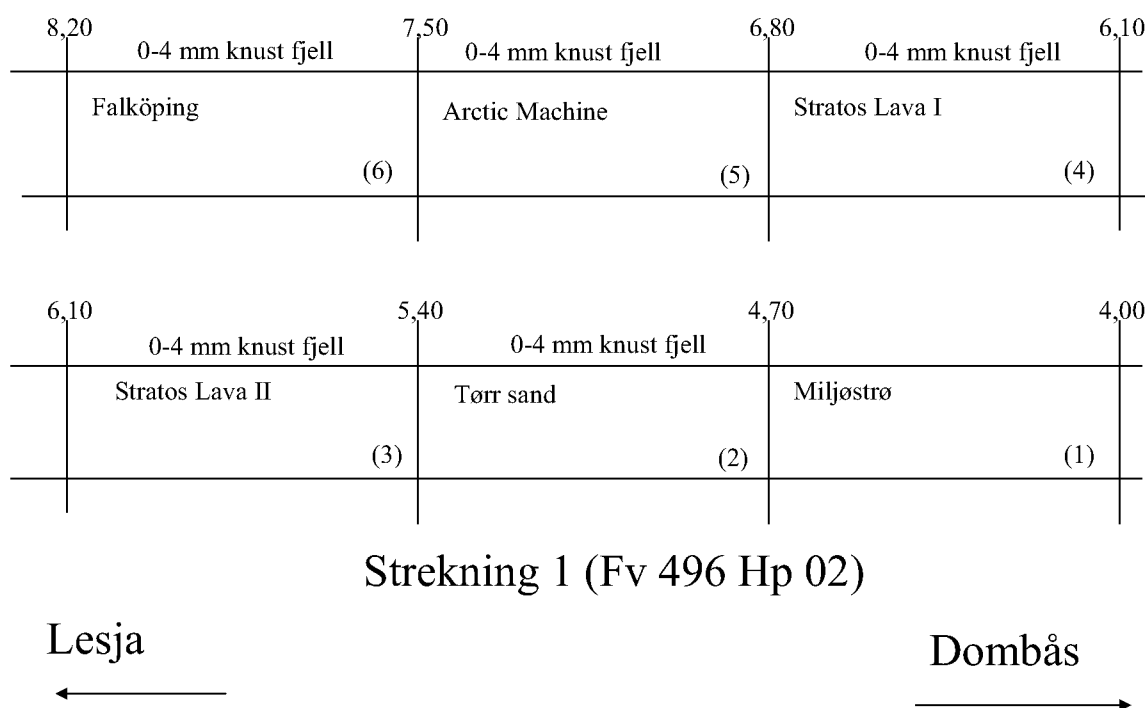 8,20 7,50 6,80 6,10
0-4 mm knust fjell 0-4 mm knust fjell 0-4 mm knust fjell
Falköping Arctic Machine Stratos Lava I
(6) (5) (4)
6,10 5,40 4,70 4,00
0-4 mm knust fjell 0-4 mm knust fjell
Stratos Lava II Tørr sand Miljøstrø
(3) (2) (1)
Strekning 1 (Fv 496 Hp 02)
Lesja Dombås